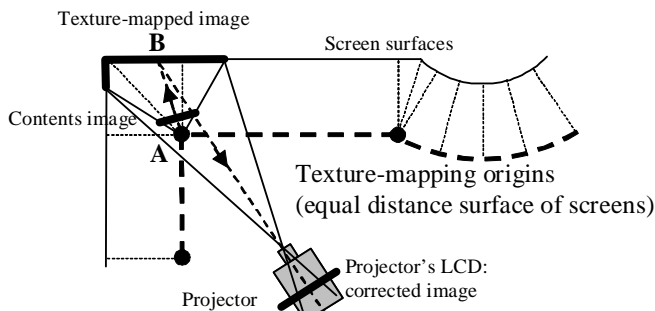 Texture-mapped image
B
Screen surfaces
Contents image
A
Texture-mapping origins
(equal distance surface of screens)
Projector's LCD:
corrected image
Projector